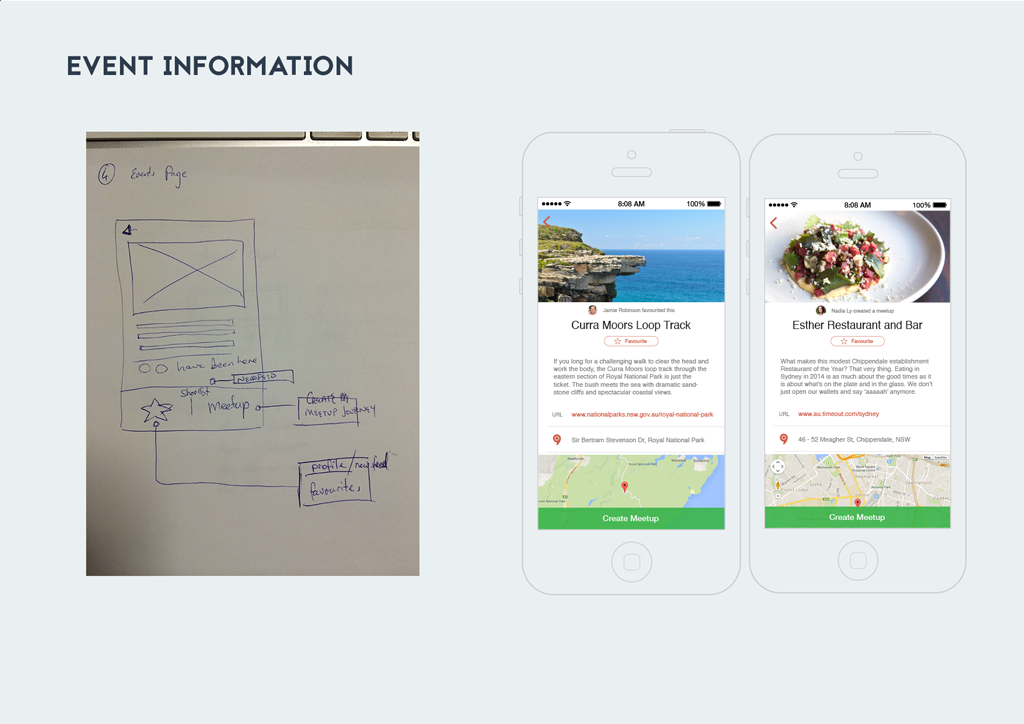 EVENT INFORMATION
4 Events Page
have been here
Shortlist
Meetup
CREATE A
MEETUP JOURNEY
profile/newsfeed
favourite,
8:08 AM 100%
Jamie Robinson favourited this
Curra Moors Loop Track
Favourite
If you long for a challenging walk to clear the head and
work the body, the Curra Moors loop track through the
eastern section of Royal National Park is just the
ticket. The bush meets the sea with dramatic sand-
stone cliffs and spectacular coastal views.
URL www.nationalparks.nsw.gov.au/royal-national-park
Sir Bertram Stevenson Dr, Royal National Park
Create Meetup
8:08 AM 100%
Nadia Ly created a meetup
Esther Restaurant and Bar
Favourite
What makes this modest Chippendale establishment
Restaurant of the Year? That very thing. Eating in
Sydney in 2014 is as much about the good times as it
is about what's on the plate and in the glass. We don't
just open our wallets and say 'aaaaah' anymore.
URL www.au.timeout.com/sydney
46 - 52 Meagher St, Chippendale, NSW
Map Satellite
Create Meetup